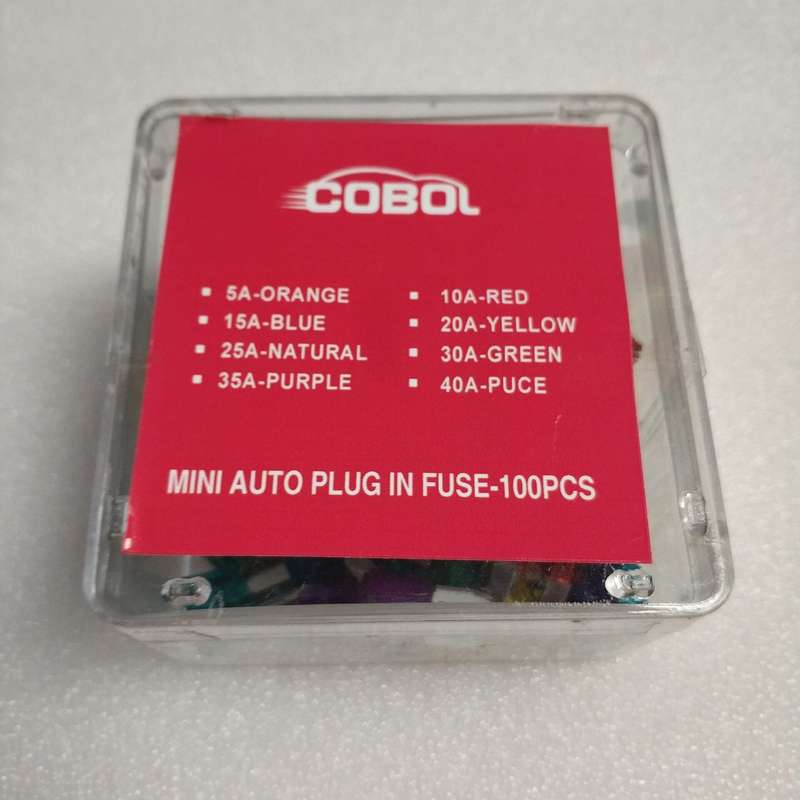 COBOL
5A-ORANGE 10A-RED
15A-BLUE 20A-YELLOW
25A-NATURAL 30A-GREEN
35A-PURPLE 40A-PUCE
MINI AUTO PLUG IN FUSE-100PCS